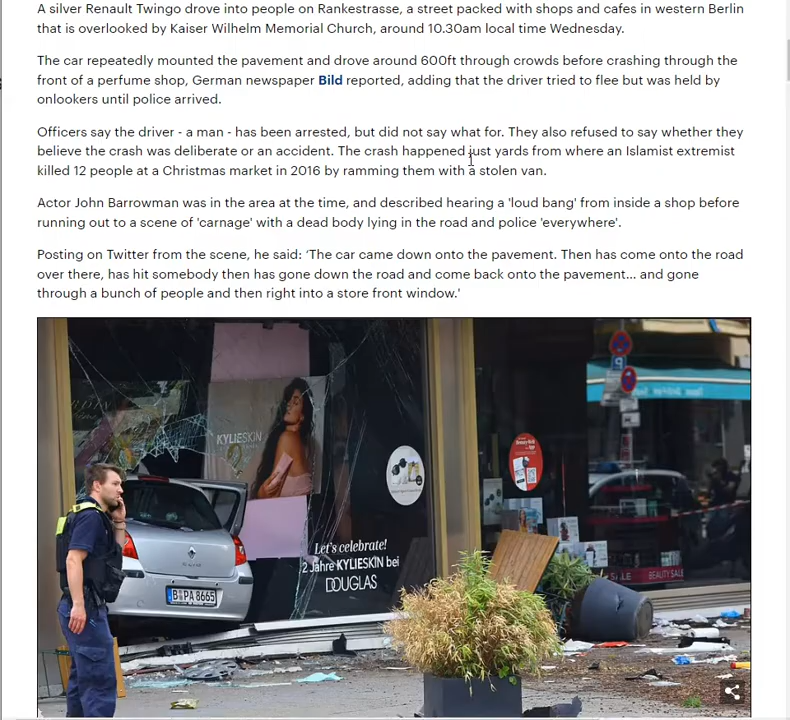 A silver Renault Twingo drove into people on Rankestrasse, a street packed with shops and cafes in western Berlin
that is overlooked by Kaiser Wilhelm Memorial Church, around 10.30am local time Wednesday.
The car repeatedly mounted the pavement and drove around 600ft through crowds before crashing through the
front of a perfume shop, German newspaper Bild reported, adding that the driver tried to flee but was held by
onlookers until police arrived.
Officers say the driver - a man - has been arrested, but did not say what for. They also refused to say whether they
believe the crash was deliberate or an accident. The crash happened just yards from where an Islamist extremist
killed 12 people at a Christmas market in 2016 by ramming them with a stolen van.
Actor John Barrowman was in the area at the time, and described hearing a 'loud bang' from inside a shop before
running out to a scene of 'carnage' with a dead body lying in the road and police 'everywhere'.
Posting on Twitter from the scene, he said: 'The car came down onto the pavement. Then has come onto the road
over there, has hit somebody then has gone down the road and come back onto the pavement... and gone
through a bunch of people and then right into a store front window.'
KYLIESKIN
Let's celebrate!
2 Jahre KYLIESKIN bei
DOUGLAS
B PA 8665
SALE
BEAUTY SALE